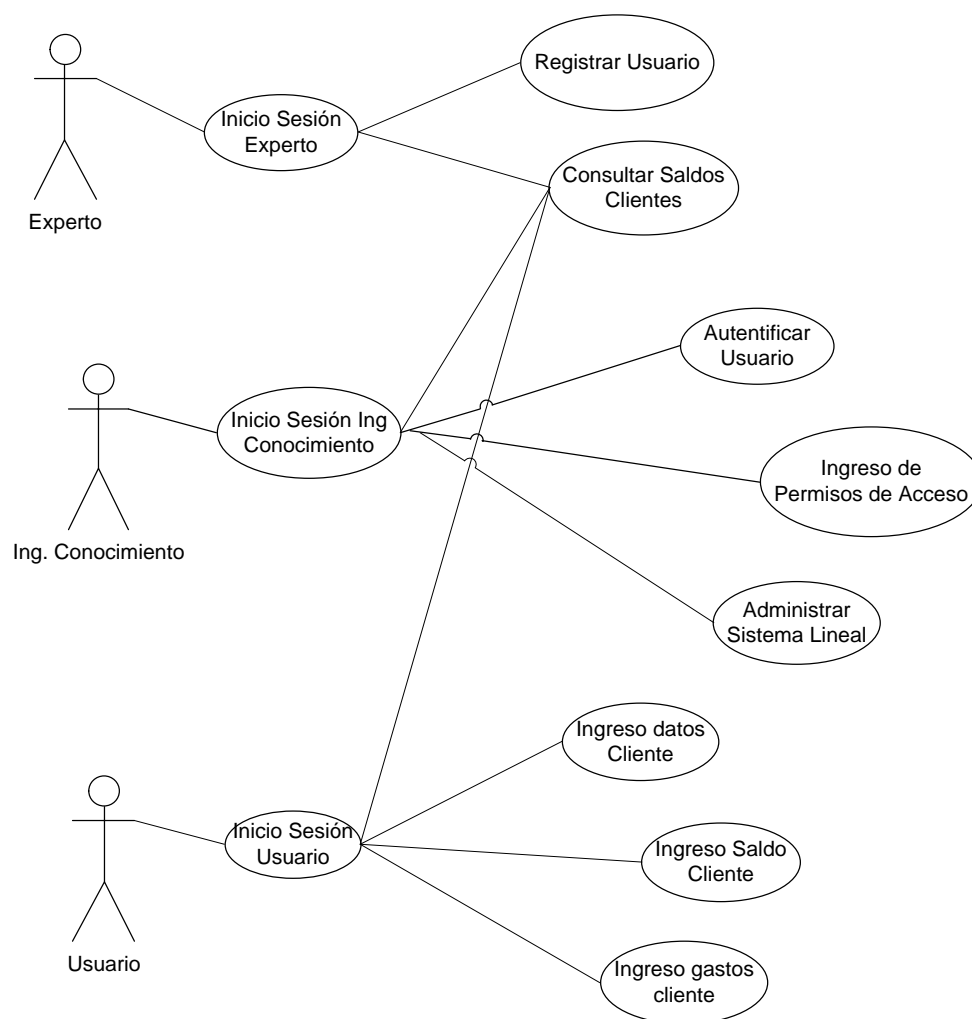 Registrar Usuario
Inicio Sesión
Experto
Consultar Saldos
Clientes
Experto
Autentificar
Usuario
Inicio Sesión Ing
Conocimiento
Ingreso de
Permisos de Acceso
Ing. Conocimiento
Administrar
Sistema Lineal
Ingreso datos
Cliente
Inicio Sesión
Usuario
Ingreso Saldo
Cliente
Usuario
Ingreso gastos
cliente